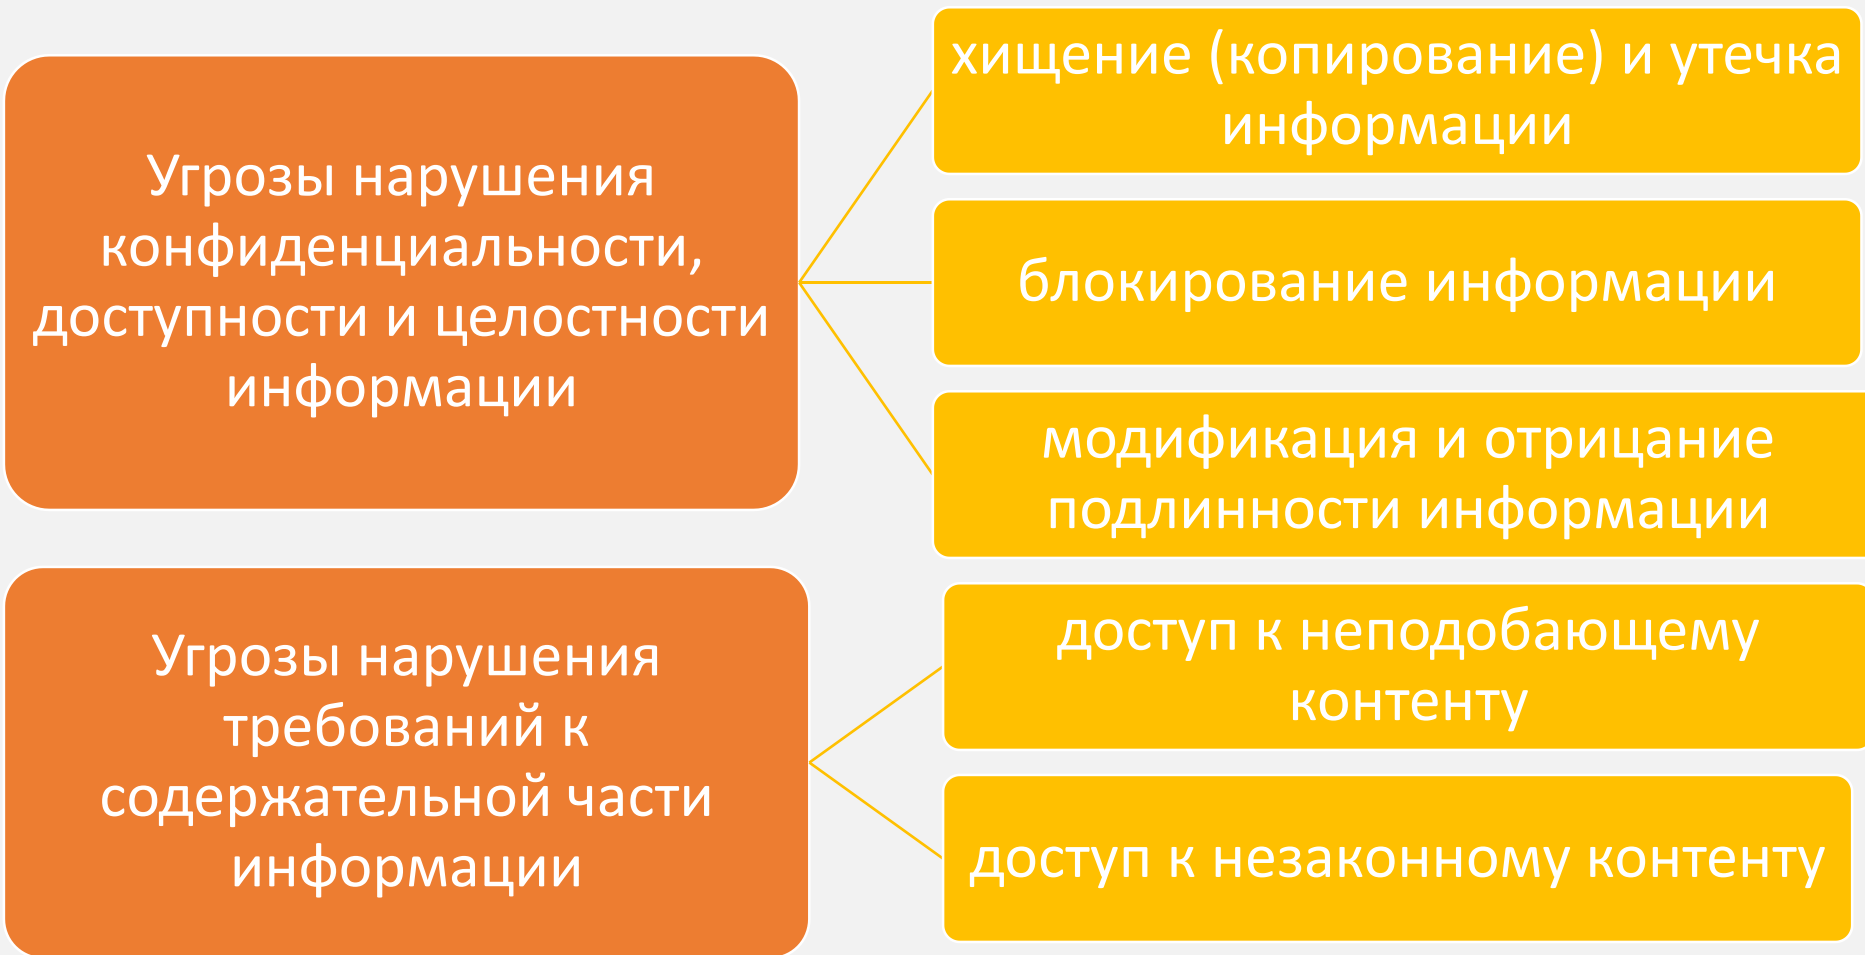 Угрозы нарушения
конфиденциальности,
доступности и целостности
информации
хищение (копирование) и утечка
информации
блокирование информации
модификация и отрицание
подлинности информации
Угрозы нарушения
требований к
содержательной части
информации
доступ к неподобающему
контенту
доступ к незаконному контенту